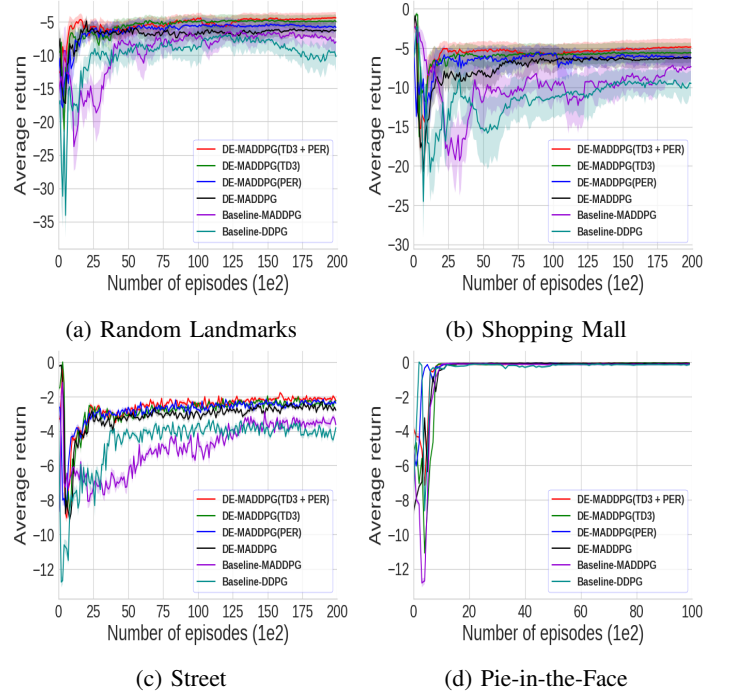 −5
−10
−15
−20
−25
−30
−35
Average return
0 25 50 75 100 125 150 175 200
Number of episodes (1e2)
DE-MADDPG(TD3 + PER)
DE-MADDPG(TD3)
DE-MADDPG(PER)
DE-MADDPG
Baseline-MADDPG
Baseline-DDPG
(a) Random Landmarks
0
−5
−10
−15
−20
−25
−30
Average return
0 25 50 75 100 125 150 175 200
Number of episodes (1e2)
DE-MADDPG(TD3 + PER)
DE-MADDPG(TD3)
DE-MADDPG(PER)
DE-MADDPG
Baseline-MADDPG
Baseline-DDPG
(b) Shopping Mall
0
−2
−4
−6
−8
−10
−12
Average return
0 25 50 75 100 125 150 175 200
Number of episodes (1e2)
DE-MADDPG(TD3 + PER)
DE-MADDPG(TD3)
DE-MADDPG(PER)
DE-MADDPG
Baseline-MADDPG
Baseline-DDPG
(c) Street
0
−2
−4
−6
−8
−10
−12
Average return
0 20 40 60 80 100
Number of episodes (1e2)
DE-MADDPG(TD3 + PER)
DE-MADDPG(TD3)
DE-MADDPG(PER)
DE-MADDPG
Baseline-MADDPG
Baseline-DDPG
(d) Pie-in-the-Face